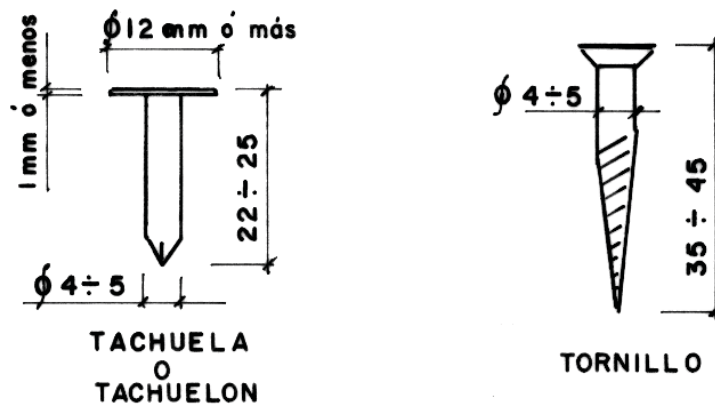 ϕ12 mm ó más
1mm ó menos
22÷25
ϕ 4÷5
TACHUELA
O
TACHUELON
ϕ 4÷5
35÷45
TORNILLO